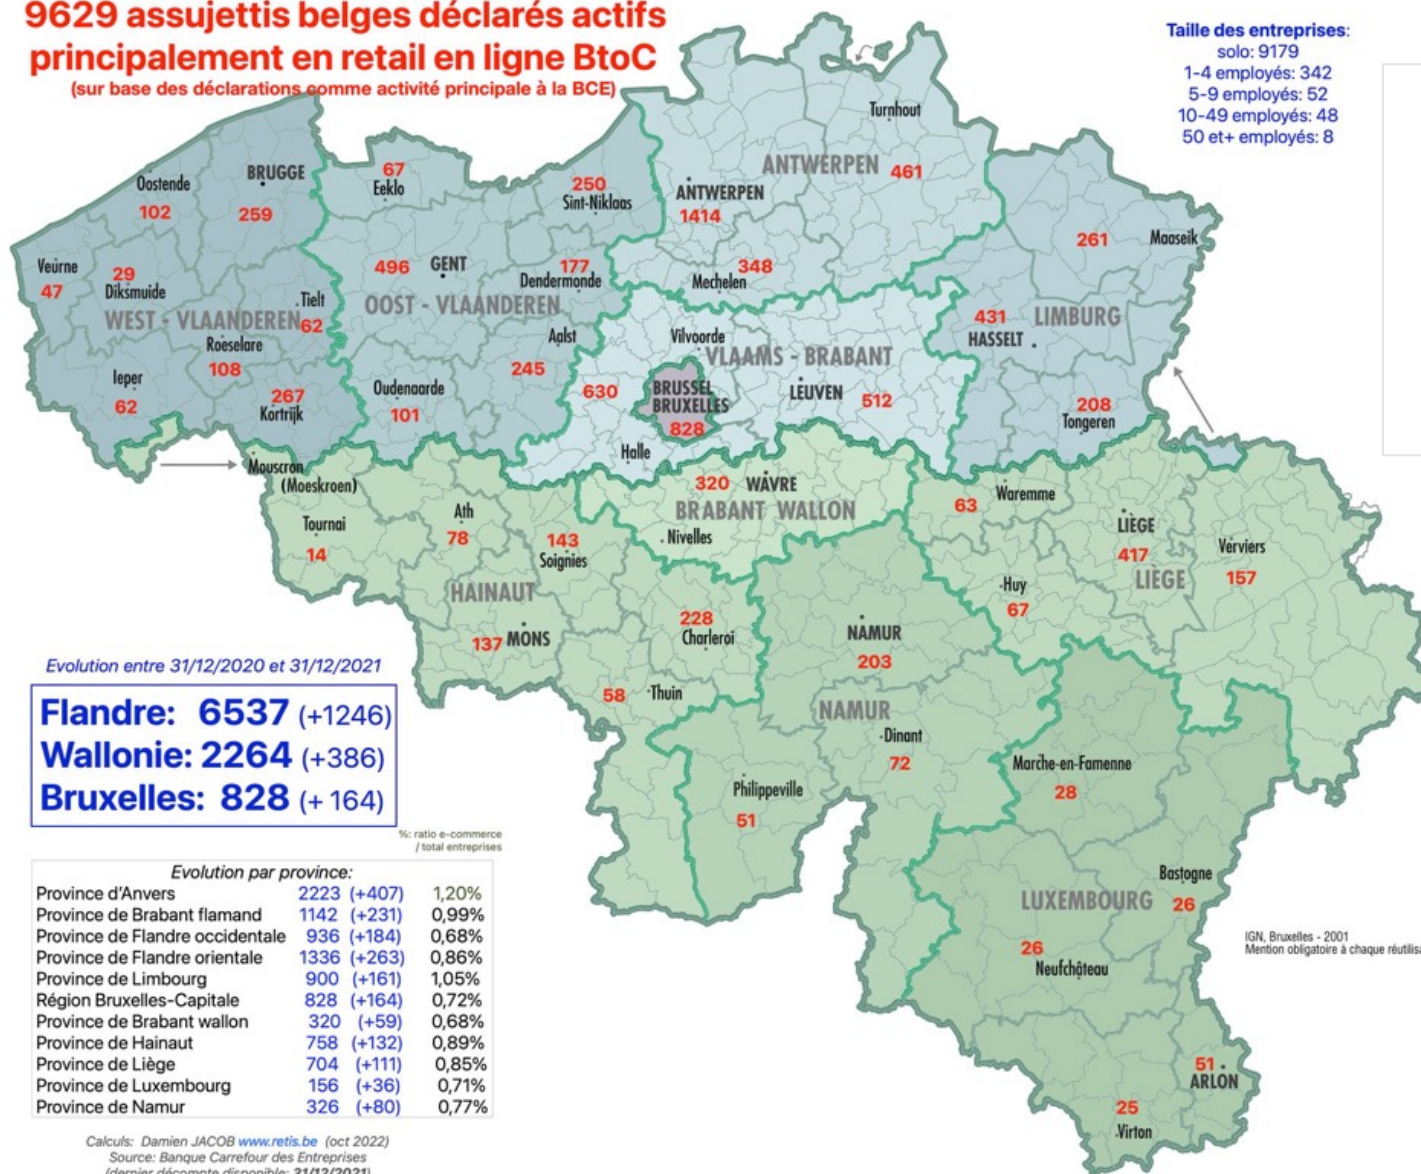 9629 assujettis belges déclarés actifs
principalement en retail en ligne BtoC
(sur base des déclarations comme activité principale à la BCE)
Taille des entreprises:
solo: 9179
1-4 employés: 342
5-9 employés: 52
10-49 employés: 48
50 et+ employés: 8
Turnhout
ANTWERPEN
461
ANTWERPEN
1414
348
Mechelen
BRUGGE
259
Oostende
102
Veurne
47
29
Diksmuide
Tielt
62
WEST - VLAANDEREN
Roeselare
108
Ieper
62
267
Kortrijk
67
Eeklo
250
Sint-Niklaas
496
GENT
177
Dendermonde
OOST - VLAANDEREN
Aalst
245
Oudenaarde
101
261
Maaseik
431
HASSELT
LIMBURG
208
Tongeren
Vilvoorde
VLAAMS - BRABANT
630
LEUVEN
512
Halle
BRUSSEL
BRUXELLES
828
Mouscron
(Moeskroen)
Tournai
14
Ath
78
143
Soignies
HAINAUT
137
MONS
228
Charleroi
58
Thuin
320
WAVRE
BRABANT WALLON
Nivelles
63
Waremme
LIÈGE
417
LIÈGE
Verviers
157
Huy
67
NAMUR
203
NAMUR
Dinant
72
Philippeville
51
Marche-en-Famenne
28
Bastogne
26
LUXEMBOURG
26
Neufchâteau
51
ARLON
25
Virton
IGN, Bruxelles - 2001
Mention obligatoire à chaque
Evolution entre 31/12/2020 et 31/12/2021
Flandre: 6537 (+1246)
Wallonie: 2264 (+386)
Bruxelles: 828 (+ 164)
%: ratio e-commerce
/ total entreprises
Evolution par province:
Province d'Anvers 2223 (+407) 1,20%
Province de Brabant flamand 1142 (+231) 0,99%
Province de Flandre occidentale 936 (+184) 0,68%
Province de Flandre orientale 1336 (+263) 0,86%
Province de Limbourg 900 (+161) 1,05%
Région Bruxelles-Capitale 828 (+164) 0,72%
Province de Brabant wallon 320 (+59) 0,68%
Province de Hainaut 758 (+132) 0,89%
Province de Liège 704 (+111) 0,85%
Province de Luxembourg 156 (+36) 0,71%
Province de Namur 326 (+80) 0,77%
Calculs: Damien JACOB www.retis.be (oct 2022)
Source: Banque Carrefour des Entreprises
(dernier décompte disponible: 31/12/2021)